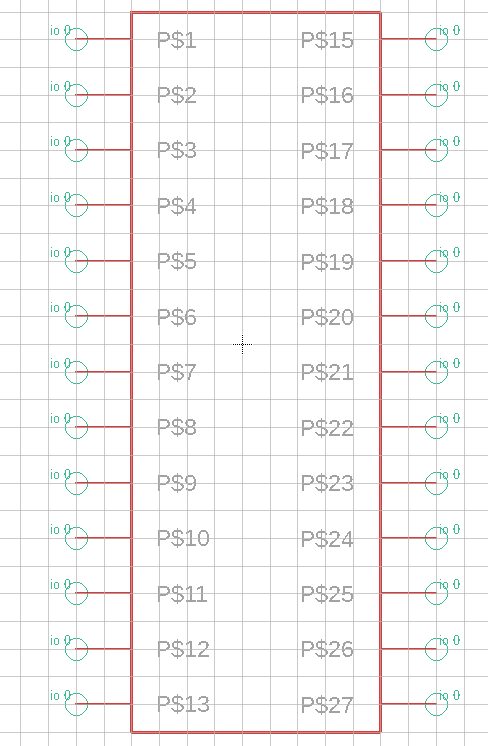 io 0 P$1 P$15 io 0
io 0 P$2 P$16 io 0
io 0 P$3 P$17 io 0
io 0 P$4 P$18 io 0
io 0 P$5 P$19 io 0
io 0 P$6 P$20 io 0
io 0 P$7 P$21 io 0
io 0 P$8 P$22 io 0
io 0 P$9 P$23 io 0
io 0 P$10 P$24 io 0
io 0 P$11 P$25 io 0
io 0 P$12 P$26 io 0
io 0 P$13 P$27 io 0